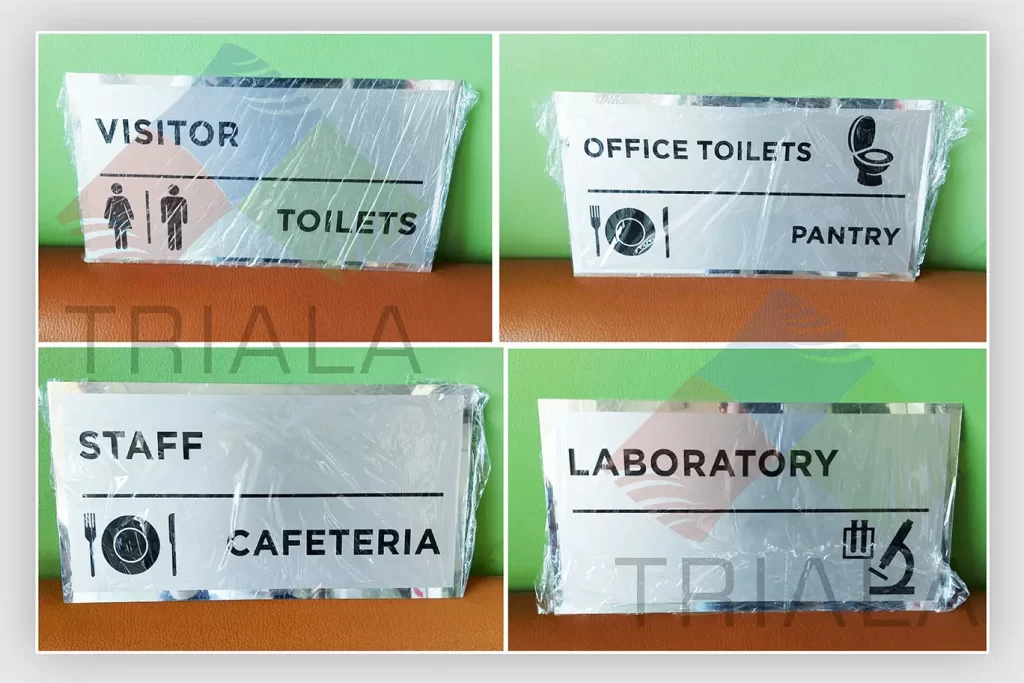 VISITOR
TOILETS
OFFICE TOILETS
PANTRY
TRIALA
STAFF
CAFETERIA
LABORATORY
TRIALA